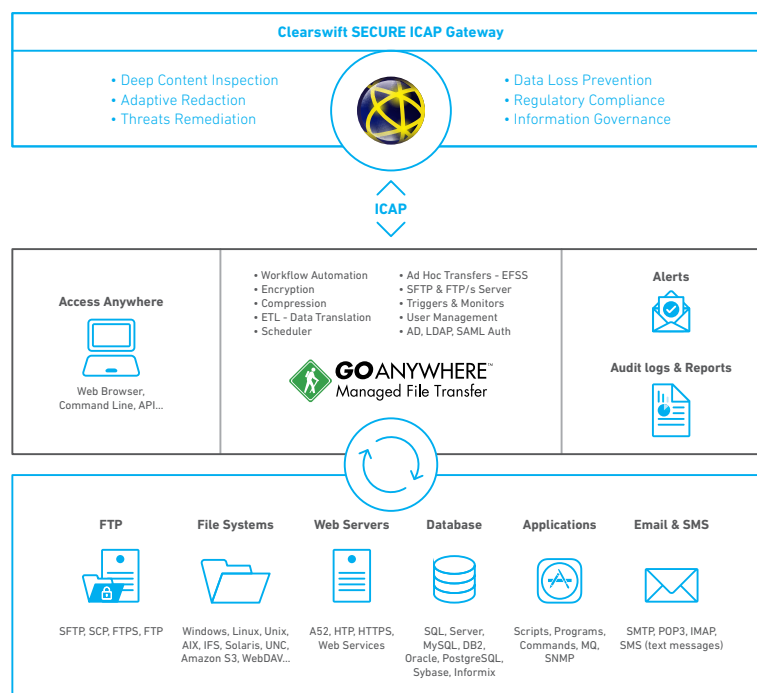 Clearswift SECURE ICAP Gateway
• Deep Content Inspection
• Adaptive Redaction
• Threats Remediation
• Data Loss Prevention
• Regulatory Compliance
• Information Governance
ICAP
Access Anywhere
Web Browser,
Command Line, API...
• Workflow Automation
• Encryption
• Compression
• ETL - Data Translation
• Scheduler
• Ad Hoc Transfers - EFSS
• SFTP & FTP/s Server
• Triggers & Monitors
• User Management
• AD, LDAP, SAML Auth
GOANYWHERE™
Managed File Transfer
Alerts
Audit logs & Reports
FTP
SFTP, SCP, FTPS, FTP
File Systems
Windows, Linux, Unix,
AIX, IFS, Solaris, UNC,
Amazon S3, WebDAV...
Web Servers
A52, HTP, HTTPS,
Web Services
Database
SQL, Server,
MySQL, DB2,
Oracle, PostgreSQL,
Sybase, Informix
Applications
Scripts, Programs,
Commands, MQ,
SNMP
Email & SMS
SMTP, POP3, IMAP,
SMS (text messages)